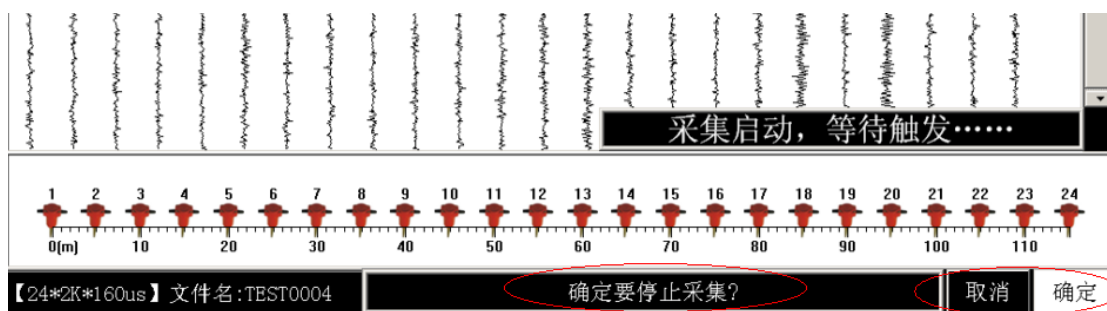 采集启动，等待触发……
1 2 3 4 5 6 7 8 9 10 11 12 13 14 15 16 17 18 19 20 21 22 23 24
0[m] 10 20 30 40 50 60 70 80 90 100 110
【24*2K*160us】文件名:TEST0004 确定要停止采集? 取消 确定